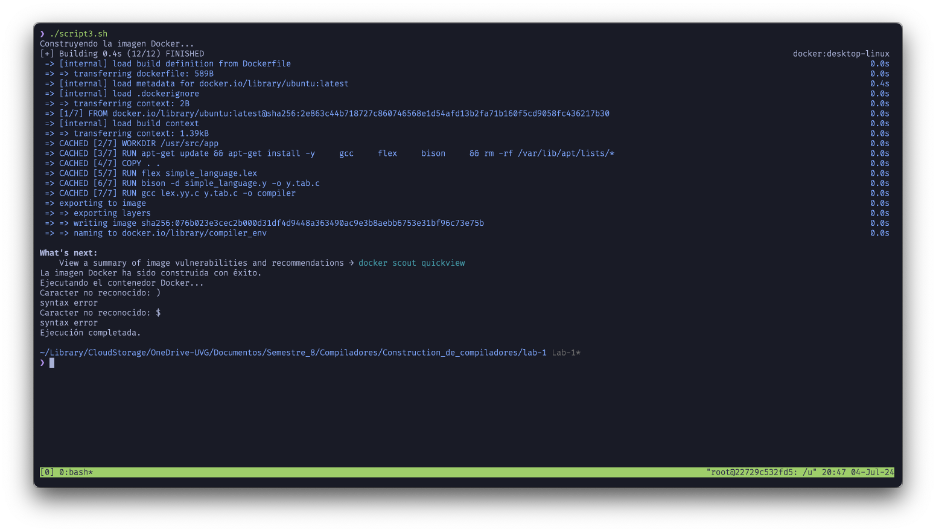 ❯ ./script3.sh
Construyendo la imagen Docker...
[+] Building 0.4s (12/12) FINISHED docker:desktop-linux
=> [internal] load build definition from Dockerfile 0.0s
=> => transferring dockerfile: 589B 0.0s
=> [internal] load metadata for docker.io/library/ubuntu:latest 0.4s
=> [internal] load .dockerignore 0.0s
=> => transferring context: 2B 0.0s
=> [1/7] FROM docker.io/library/ubuntu:latest@sha256:2e863c44b718727c860746568e1d54afd13b2fa71b160f5cd9058fc436217b30 0.0s
=> [internal] load build context 0.0s
=> => transferring context: 1.39kB 0.0s
=> CACHED [2/7] WORKDIR /usr/src/app 0.0s
=> CACHED [3/7] RUN apt-get update && apt-get install -y gcc flex bison && rm -rf /var/lib/apt/lists/* 0.0s
=> CACHED [4/7] COPY . . 0.0s
=> CACHED [5/7] RUN flex simple_language.lex 0.0s
=> CACHED [6/7] RUN bison -d simple_language.y -o y.tab.c 0.0s
=> CACHED [7/7] RUN gcc lex.yy.c y.tab.c -o compiler 0.0s
=> exporting to image 0.0s
=> => exporting layers 0.0s
=> => writing image sha256:076b023e3cec2b000d31df4d9448a363490ac9e3b8aebb6753e31bf96c73e75b 0.0s
=> => naming to docker.io/library/compiler_env 0.0s
What's next:
View a summary of image vulnerabilities and recommendations → docker scout quickview
La imagen Docker ha sido construida con éxito.
Ejecutando el contenedor Docker...
Caracter no reconocido: )
syntax error
Caracter no reconocido: $
syntax error
Ejecución completada.
~/Library/CloudStorage/OneDrive-UVG/Documentos/Semestre_8/Compiladores/Construction_de_compiladores/lab-1 Lab-1*
❯
[0] 0:bash* "root@22729c532fd5: /u" 20:47 04-Jul-24